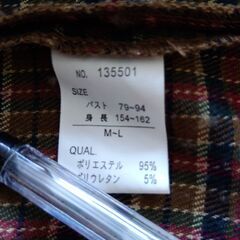 NO. 135501
SIZE
バスト 79~94
身長 154~162
M~L
QUAL.
ポリエステル 95%
ポリウレタン 5%